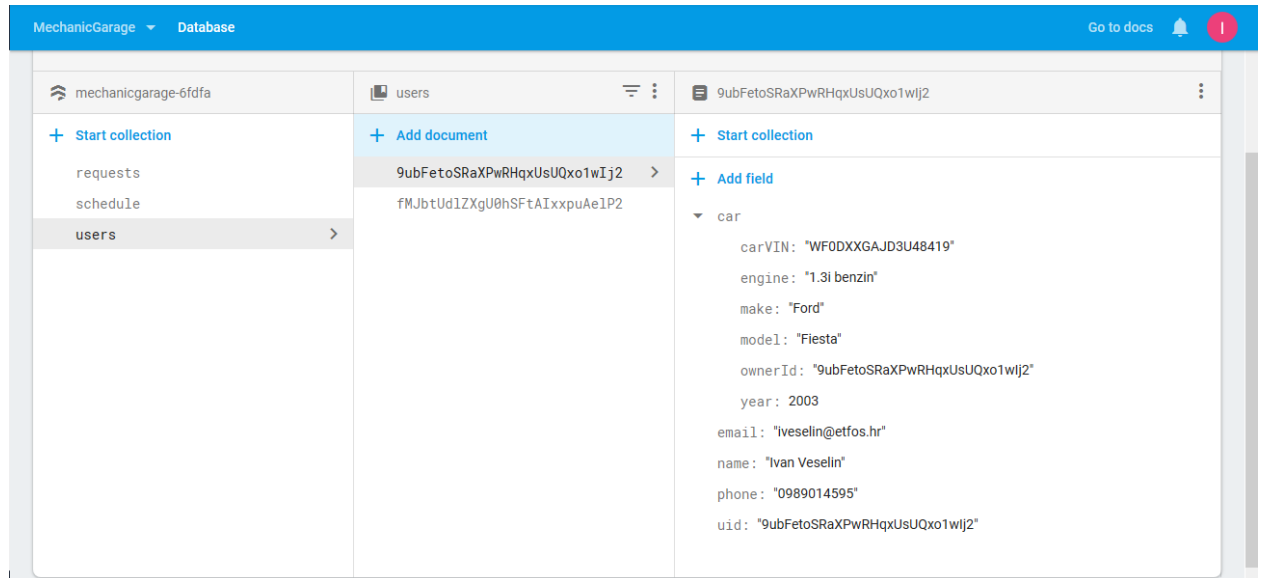 MechanicGarage Database Go to docs I
mechanicgarage-6fdfa
+ Start collection
requests
schedule
users
users
+ Add document
9ubFetoSRaXPwRHqxUsUQxo1wIj2
fMJbtUdlZXgU0hSFtAIxxpuAelP2
9ubFetoSRaXPwRHqxUsUQxo1wIj2
+ Start collection
+ Add field
car
carVIN: "WF0DXXGAJD3U48419"
engine: "1.3i benzin"
make: "Ford"
model: "Fiesta"
ownerId: "9ubFetoSRaXPwRHqxUsUQxo1wIj2"
year: 2003
email: "iveselin@etfos.hr"
name: "Ivan Veselin"
phone: "0989014595"
uid: "9ubFetoSRaXPwRHqxUsUQxo1wIj2"